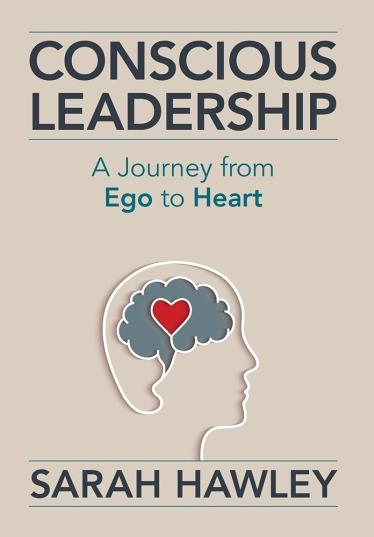 CONSCIOUS
LEADERSHIP
A Journey from
Ego to Heart
SARAH HAWLEY